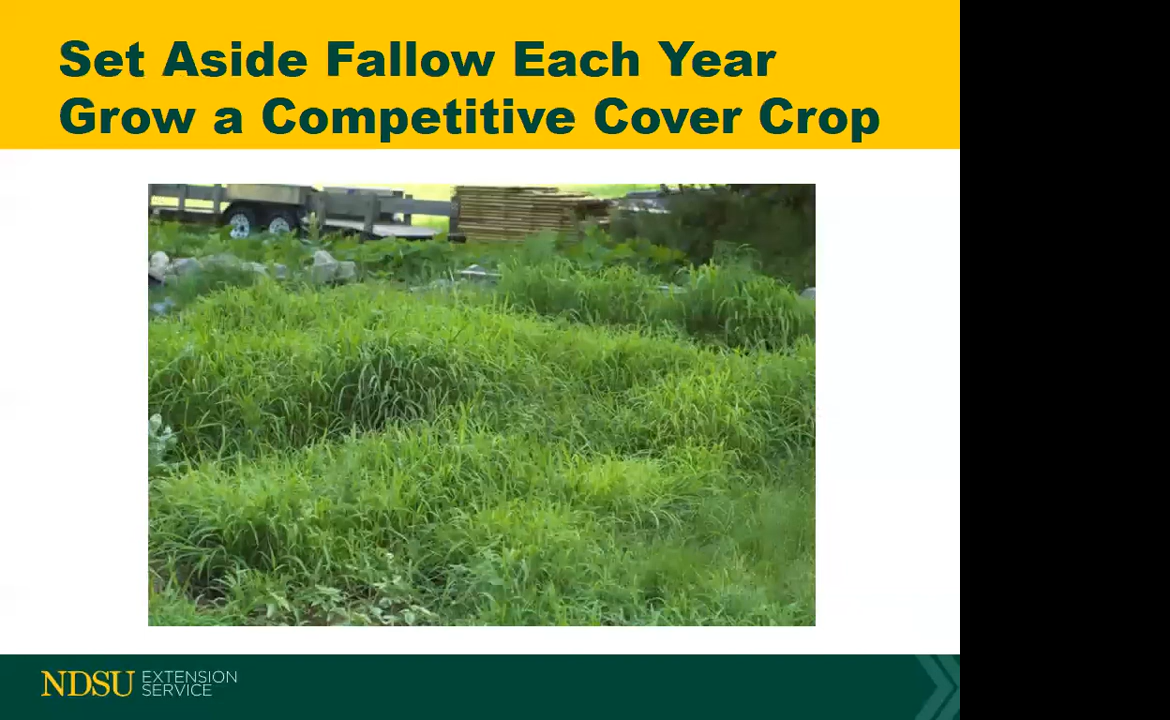 Set Aside Fallow Each Year
Grow a Competitive Cover Crop
NDSU EXTENSION
SERVICE